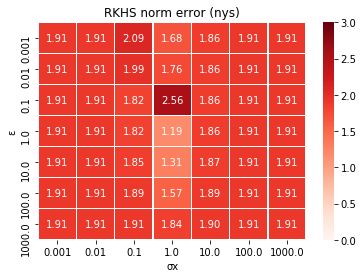 RKHS norm error (nys)
ε
0.001 1.91 1.91 2.09 1.68 1.86 1.91 1.91
0.01 1.91 1.91 1.99 1.76 1.86 1.91 1.91
0.1 1.91 1.91 1.82 2.56 1.86 1.91 1.91
1.0 1.91 1.91 1.82 1.19 1.86 1.91 1.91
10.0 1.91 1.91 1.85 1.31 1.87 1.91 1.91
100.0 1.91 1.91 1.89 1.57 1.89 1.91 1.91
1000.0 1.91 1.91 1.91 1.84 1.90 1.91 1.91
0.001 0.01 0.1 1.0 10.0 100.0 1000.0
σx
3.0
2.5
2.0
1.5
1.0
0.5
0.0